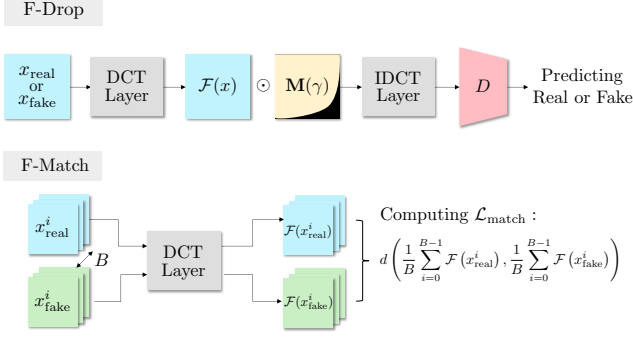 F-Drop
x_real
or
x_fake
DCT
Layer
ℱ(x)
⊙
M(γ)
IDCT
Layer
D
Predicting
Real or Fake
F-Match
x^i_real
B
x^i_fake
DCT
Layer
ℱ(x^i_real)
ℱ(x^i_fake)
Computing ℒ_match :
d ( 1/B ∑_{i=0}^{B−1} ℱ (x^i_real) , 1/B ∑_{i=0}^{B−1} ℱ (x^i_fake) )